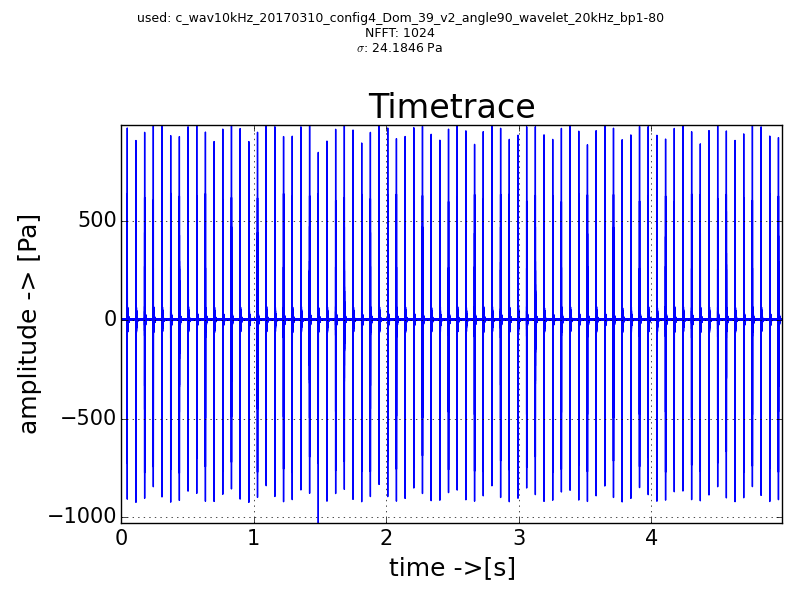 used: c_wav10kHz_20170310_config4_Dom_39_v2_angle90_wavelet_20kHz_bp1-80
NFFT: 1024
σ: 24.1846 Pa
Timetrace
amplitude -> [Pa]
500
0
−500
−1000
0 1 2 3 4
time ->[s]